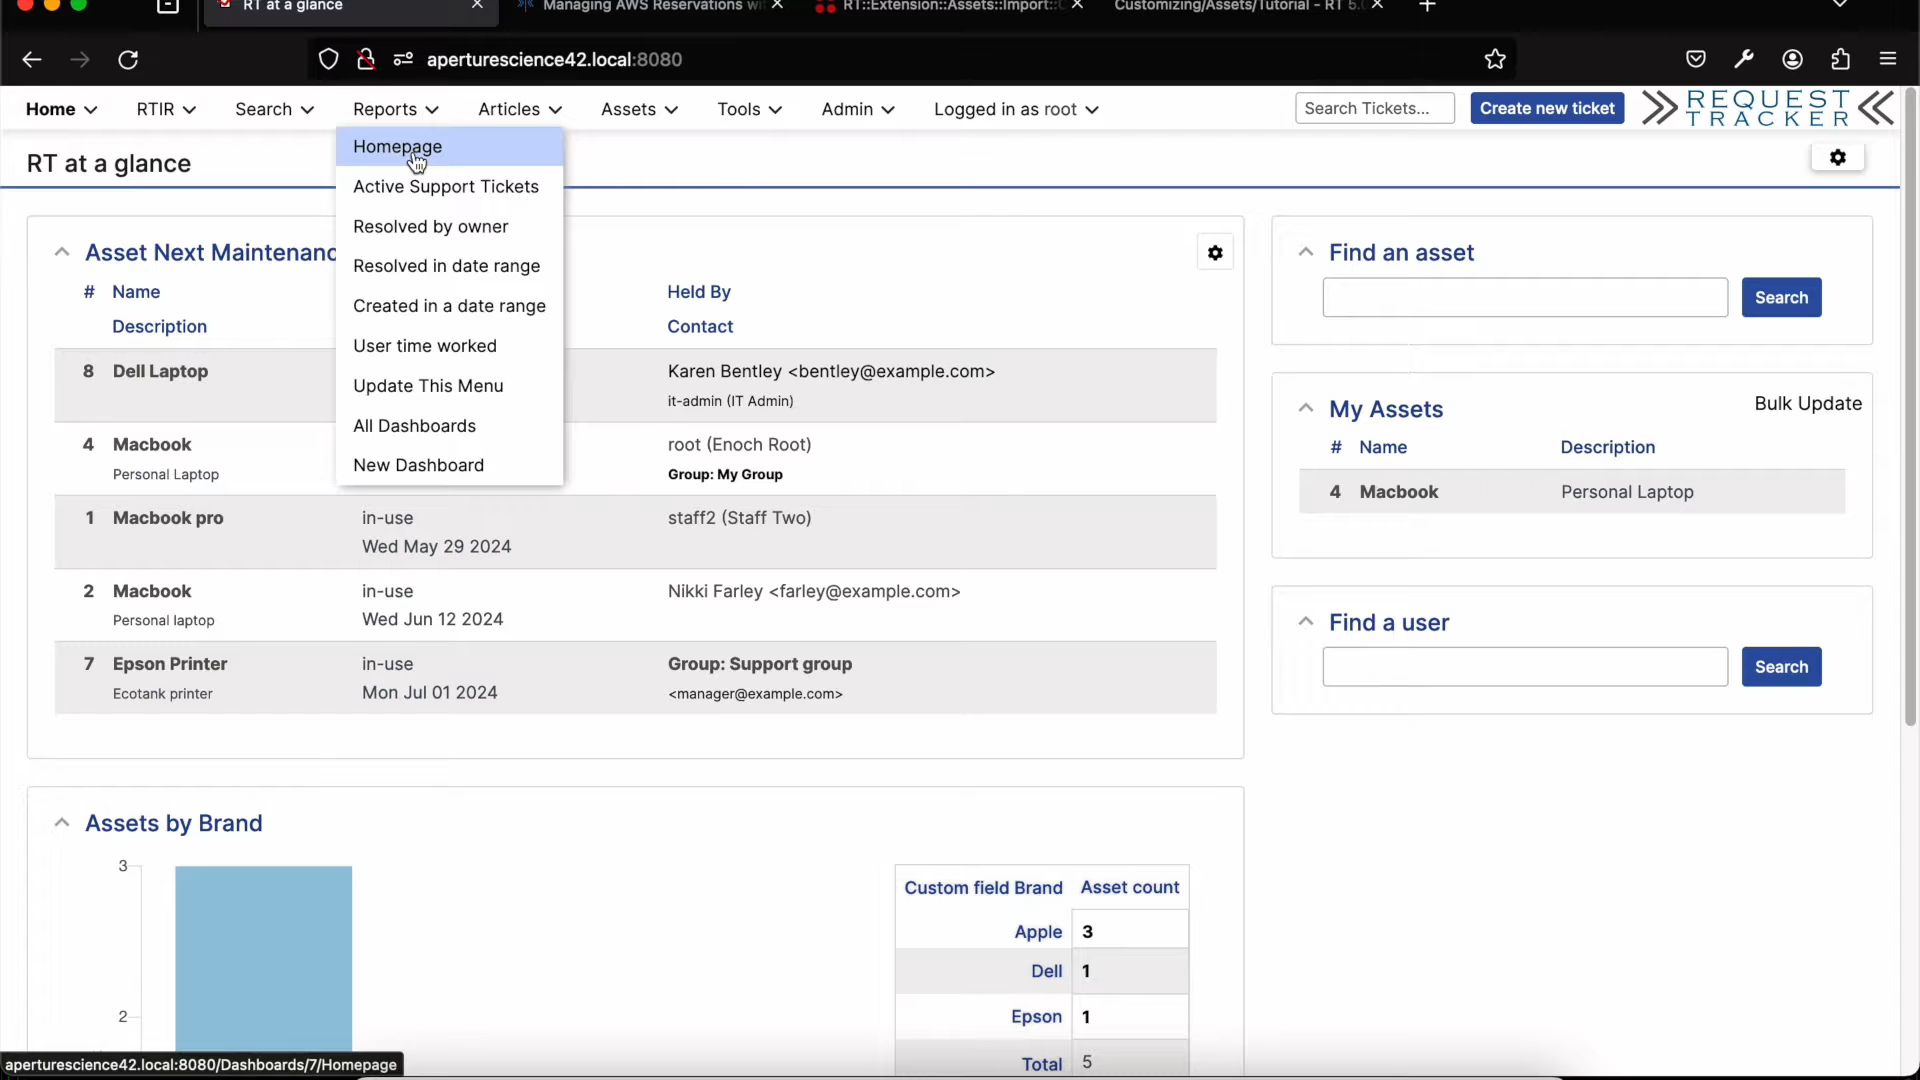 RT at a glance
Managing AWS Reservations wi
RT::Extension::Assets::Import::
Customizing/Assets/Tutorial - RT 5.
aperturescience42.local:8080
Home
RTIR
Search
Reports
Articles
Assets
Tools
Admin
Logged in as root
Search Tickets...
Create new ticket
REQUEST
TRACKER
RT at a glance
Homepage
Active Support Tickets
Resolved by owner
Resolved in date range
Created in a date range
User time worked
Update This Menu
All Dashboards
New Dashboard
Asset Next Maintenanc
# Name
Held By
Description
Contact
8 Dell Laptop
Karen Bentley <bentley@example.com>
it-admin (IT Admin)
4 Macbook
root (Enoch Root)
Personal Laptop
Group: My Group
1 Macbook pro
in-use
staff2 (Staff Two)
Wed May 29 2024
2 Macbook
in-use
Nikki Farley <farley@example.com>
Personal laptop
Wed Jun 12 2024
7 Epson Printer
in-use
Group: Support group
Ecotank printer
Mon Jul 01 2024
<manager@example.com>
Find an asset
Search
My Assets
Bulk Update
# Name Description
4 Macbook Personal Laptop
Find a user
Search
Assets by Brand
3
2
Custom field Brand Asset count
Apple 3
Dell 1
Epson 1
Total 5
aperturescience42.local:8080/Dashboards/7/Homepage